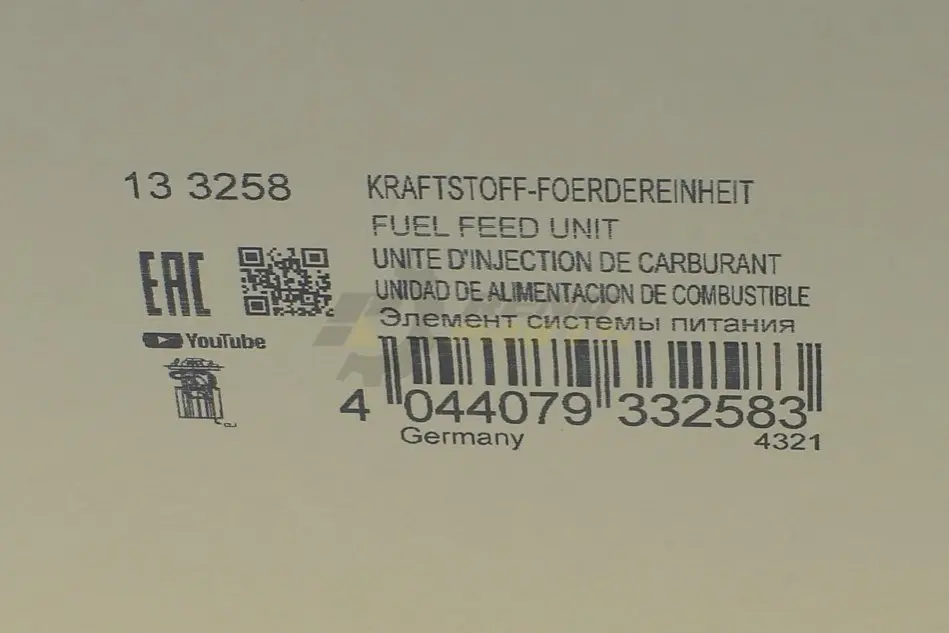 13 3258
KRAFTSTOFF-FOERDEREINHEIT
FUEL FEED UNIT
UNITE D'INJECTION DE CARBURANT
UNIDAD DE ALIMENTACION DE COMBUSTIBLE
Элемент системы питания
EAC
YouTube
4 044079 332583
Germany
4321